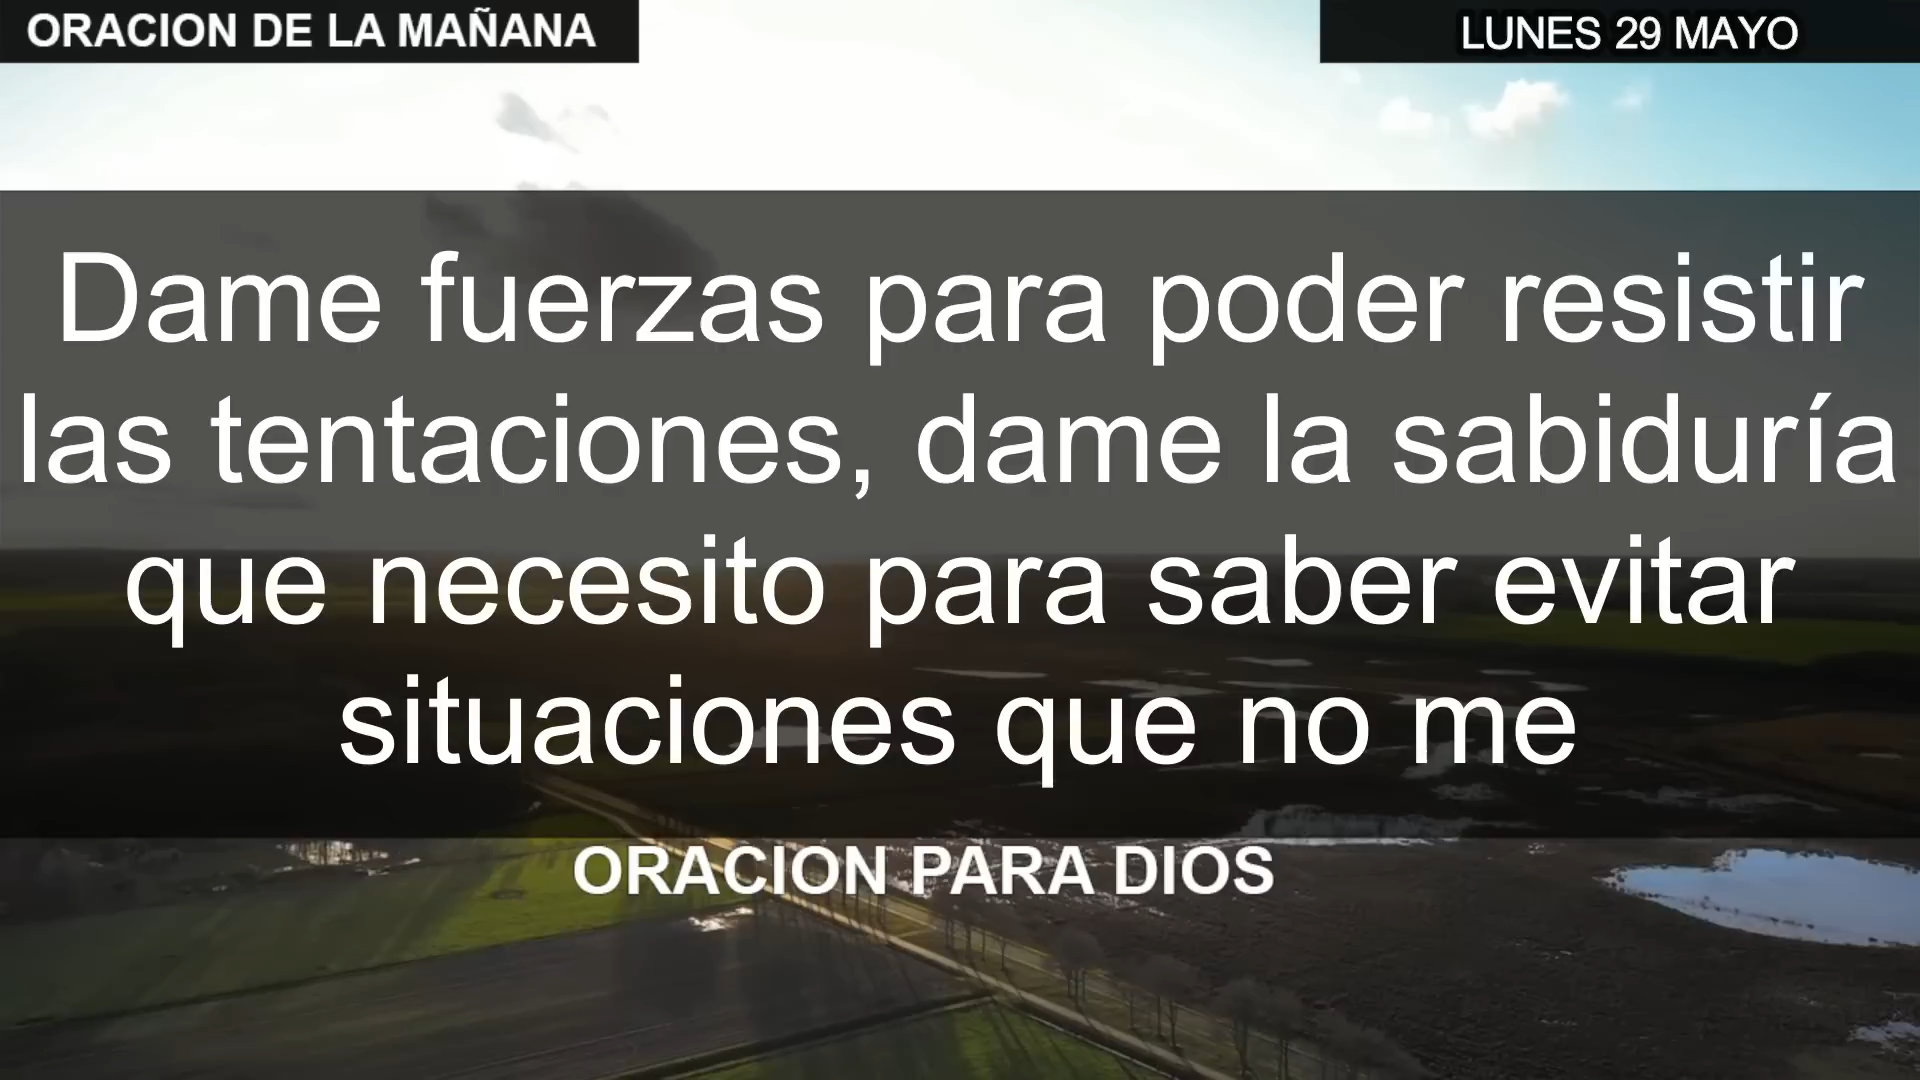 ORACION DE LA MAÑANA
LUNES 29 MAYO
Dame fuerzas para poder resistir
las tentaciones, dame la sabiduría
que necesito para saber evitar
situaciones que no me
ORACION PARA DIOS